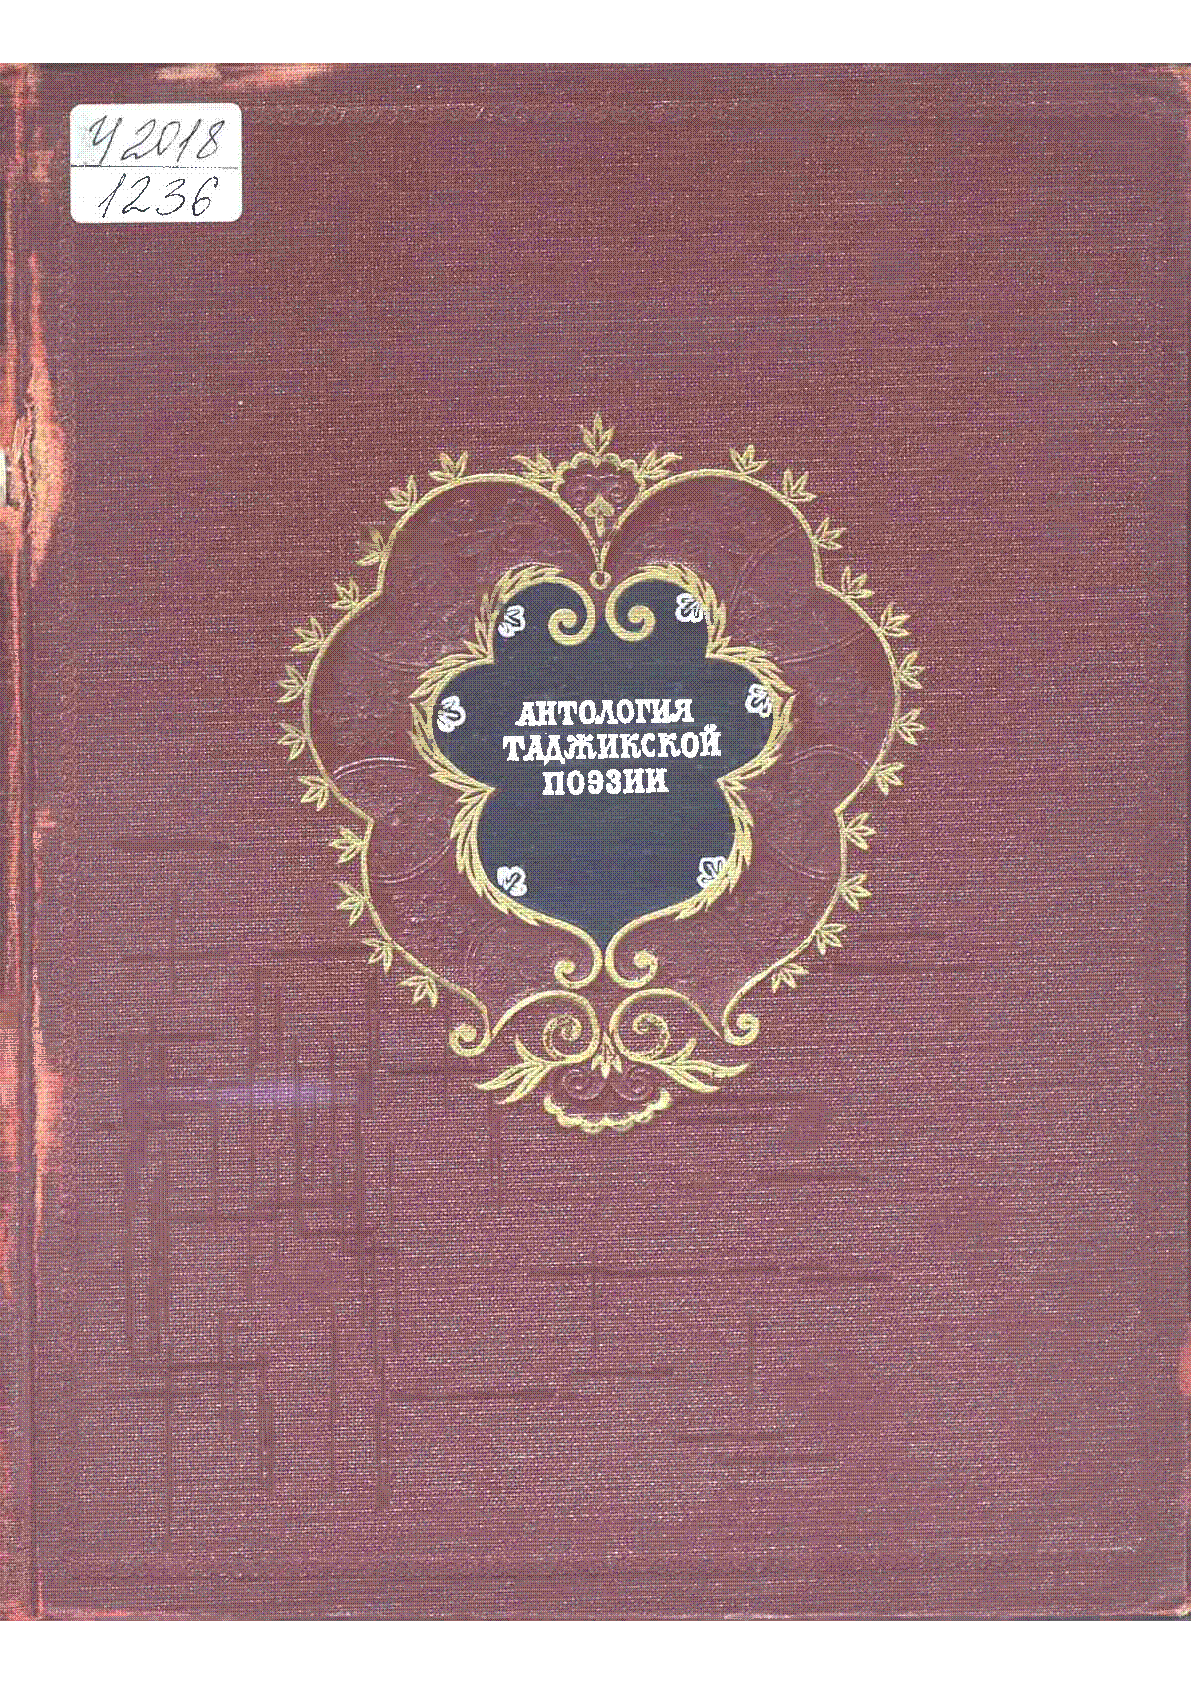 У2018
1236
АНТОЛОГИЯ
ТАДЖИКСКОЙ
ПОЭЗИИ